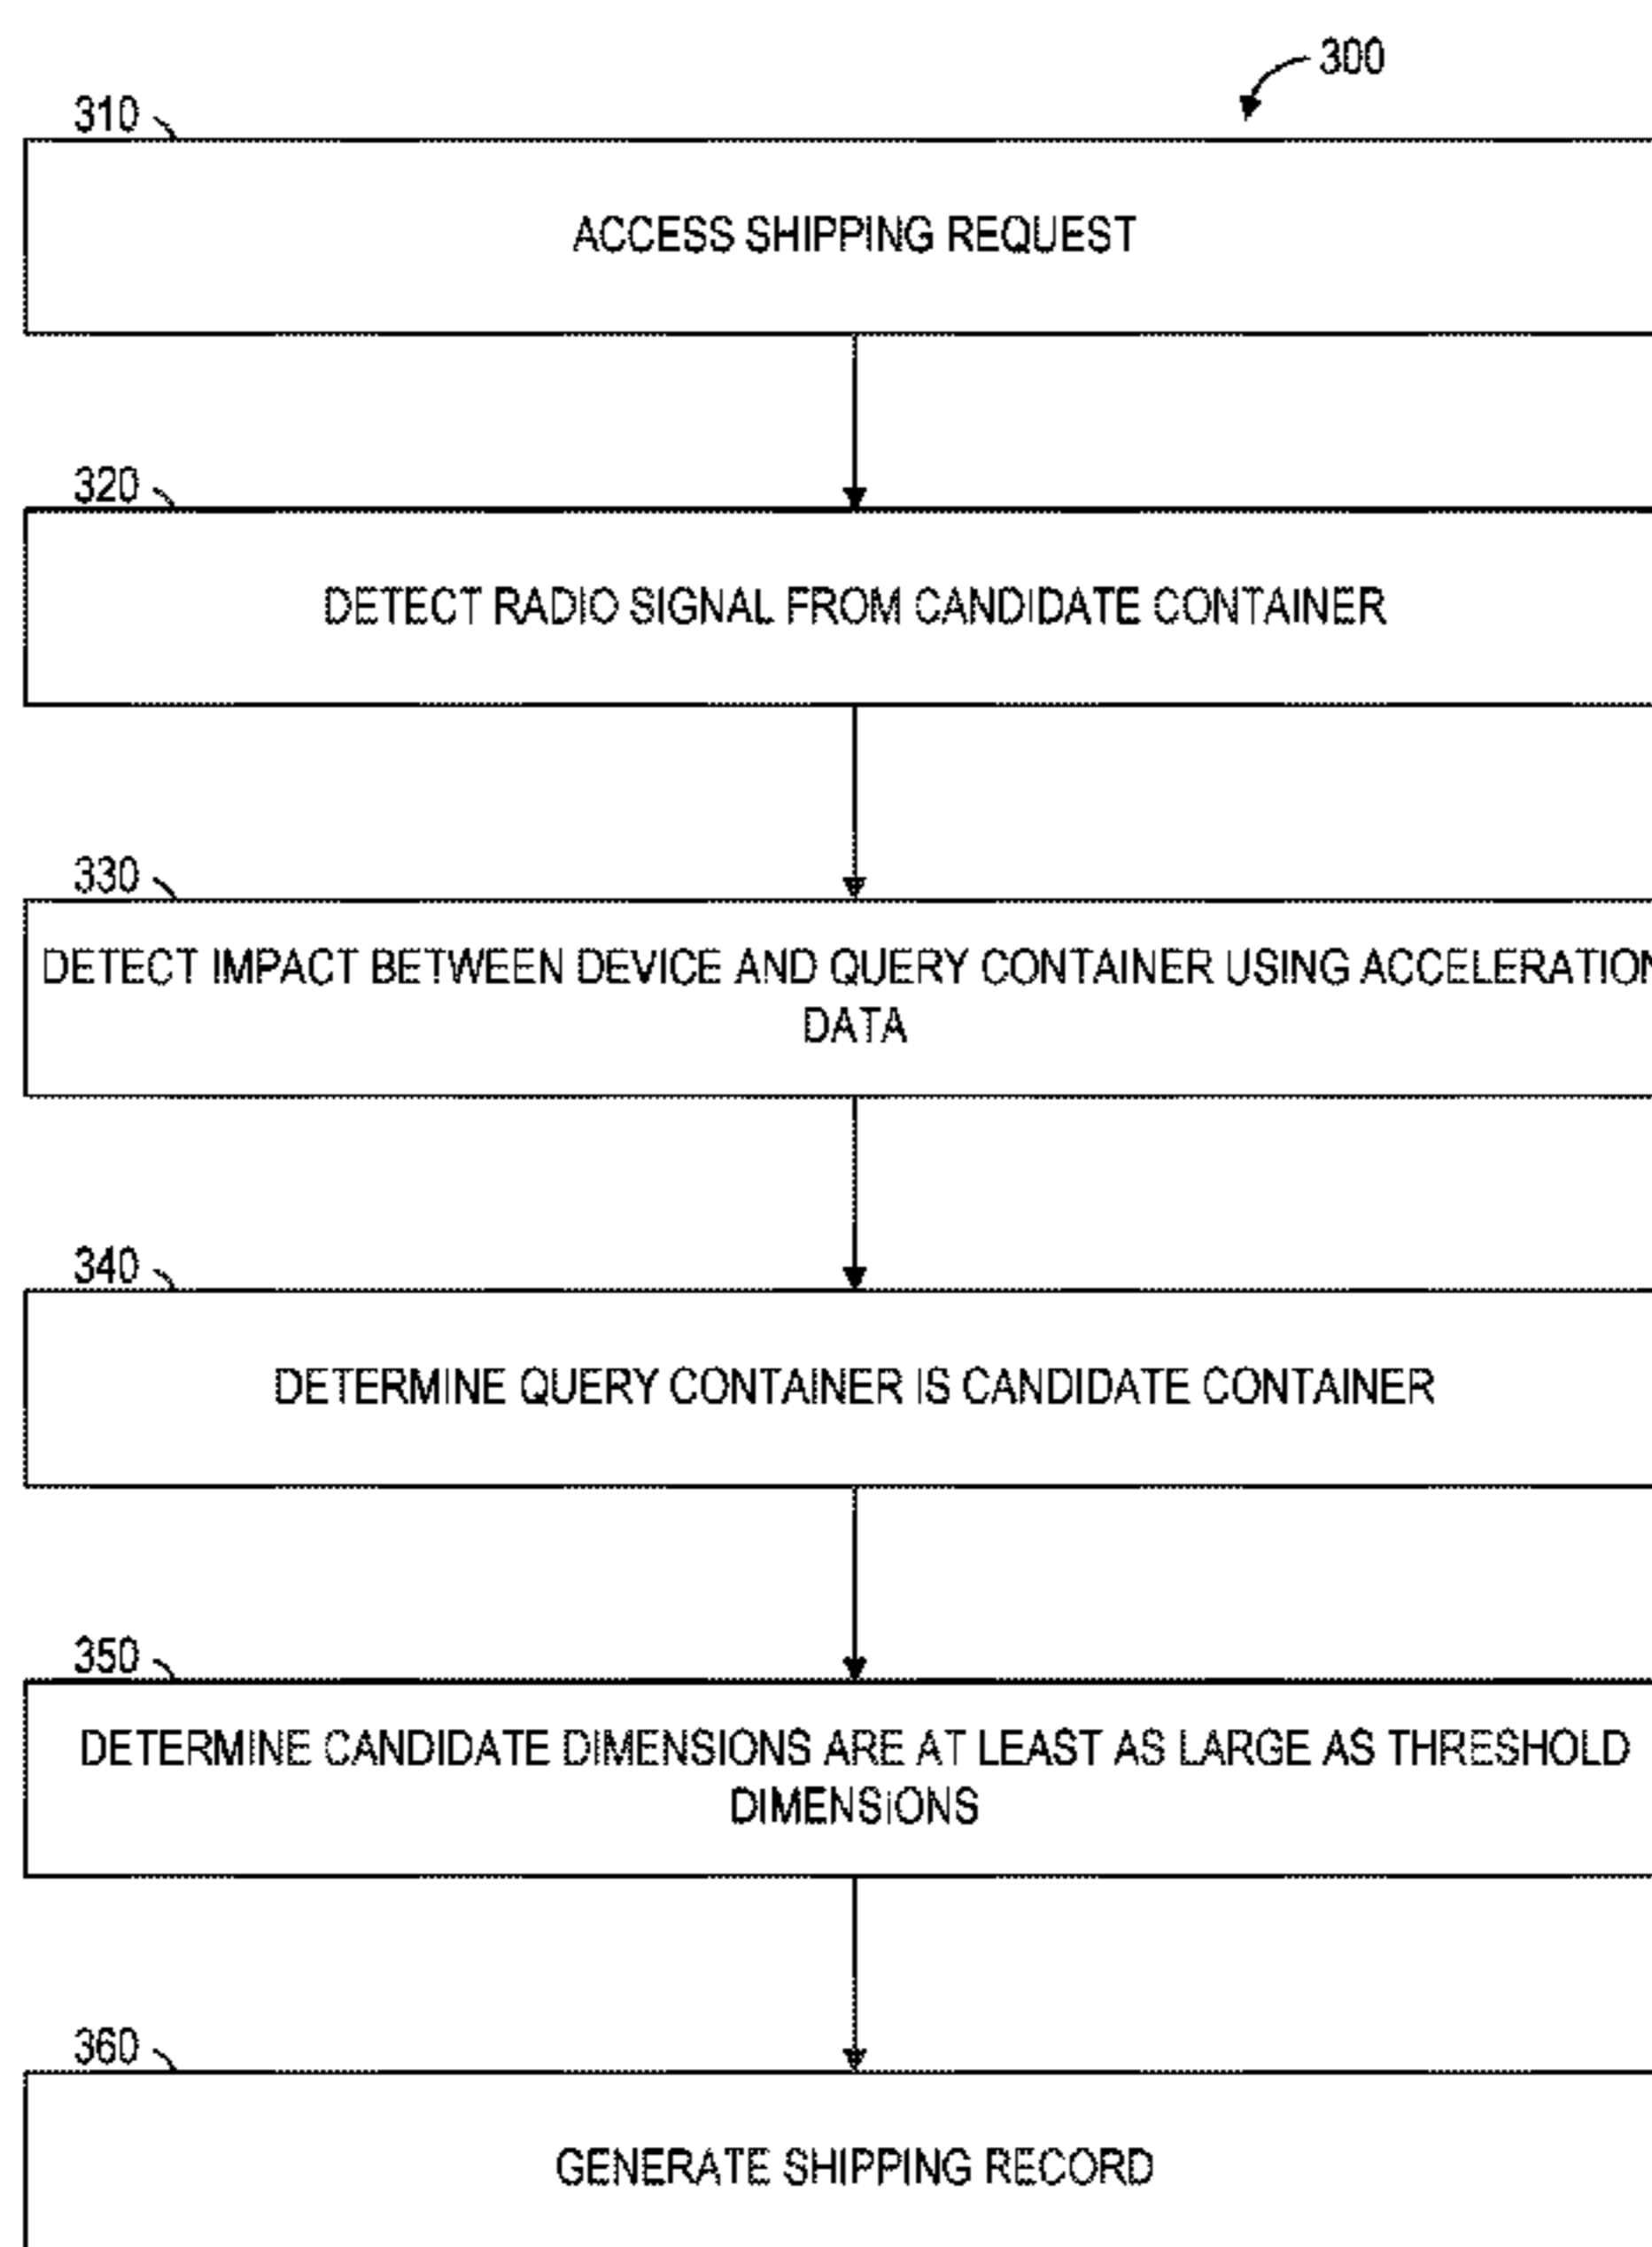 300
310
ACCESS SHIPPING REQUEST
320
DETECT RADIO SIGNAL FROM CANDIDATE CONTAINER
330
DETECT IMPACT BETWEEN DEVICE AND QUERY CONTAINER USING ACCELERATION
DATA
340
DETERMINE QUERY CONTAINER IS CANDIDATE CONTAINER
350
DETERMINE CANDIDATE DIMENSIONS ARE AT LEAST AS LARGE AS THRESHOLD
DIMENSIONS
360
GENERATE SHIPPING RECORD